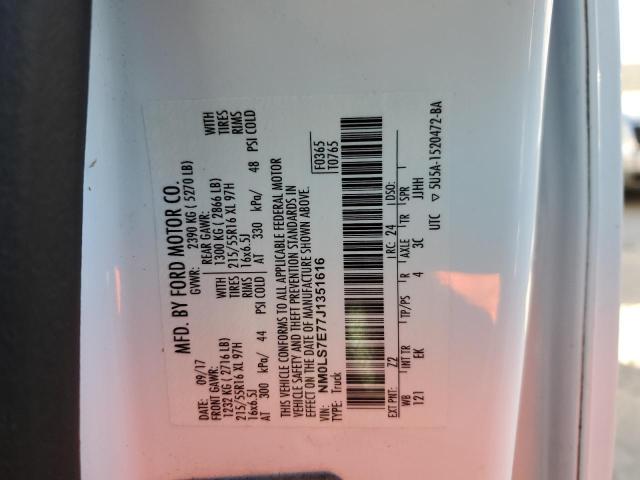 MFD. BY FORD MOTOR CO.
DATE: 09/17 GVWR: 2390 KG ( 5270 LB)
FRONT GAWR: REAR GAWR: WITH
1232 KG ( 2716 LB) 1300 KG ( 2866 LB) TIRES
215/55R16 XL 97H 215/55R16 XL 97H RIMS
16x6.5J 16x6.5J
AT 300 kPa/ 44 PSI COLD AT 330 kPa/ 48 PSI COLD
WITH
TIRES
RIMS
THIS VEHICLE CONFORMS TO ALL APPLICABLE FEDERAL MOTOR
VEHICLE SAFETY AND THEFT PREVENTION STANDARDS IN
EFFECT ON THE DATE OF MANUFACTURE SHOWN ABOVE.
VIN: NM0LS7E77J1351616 F0365
TYPE: Truck T0765
EXT PNT: Z2 RC: 24 DSO:
WB INT TR TP/PS R AXLE TR SPR
121 EK 4 3C JJHH
UTC ▽ 5U5A-1520472-BA